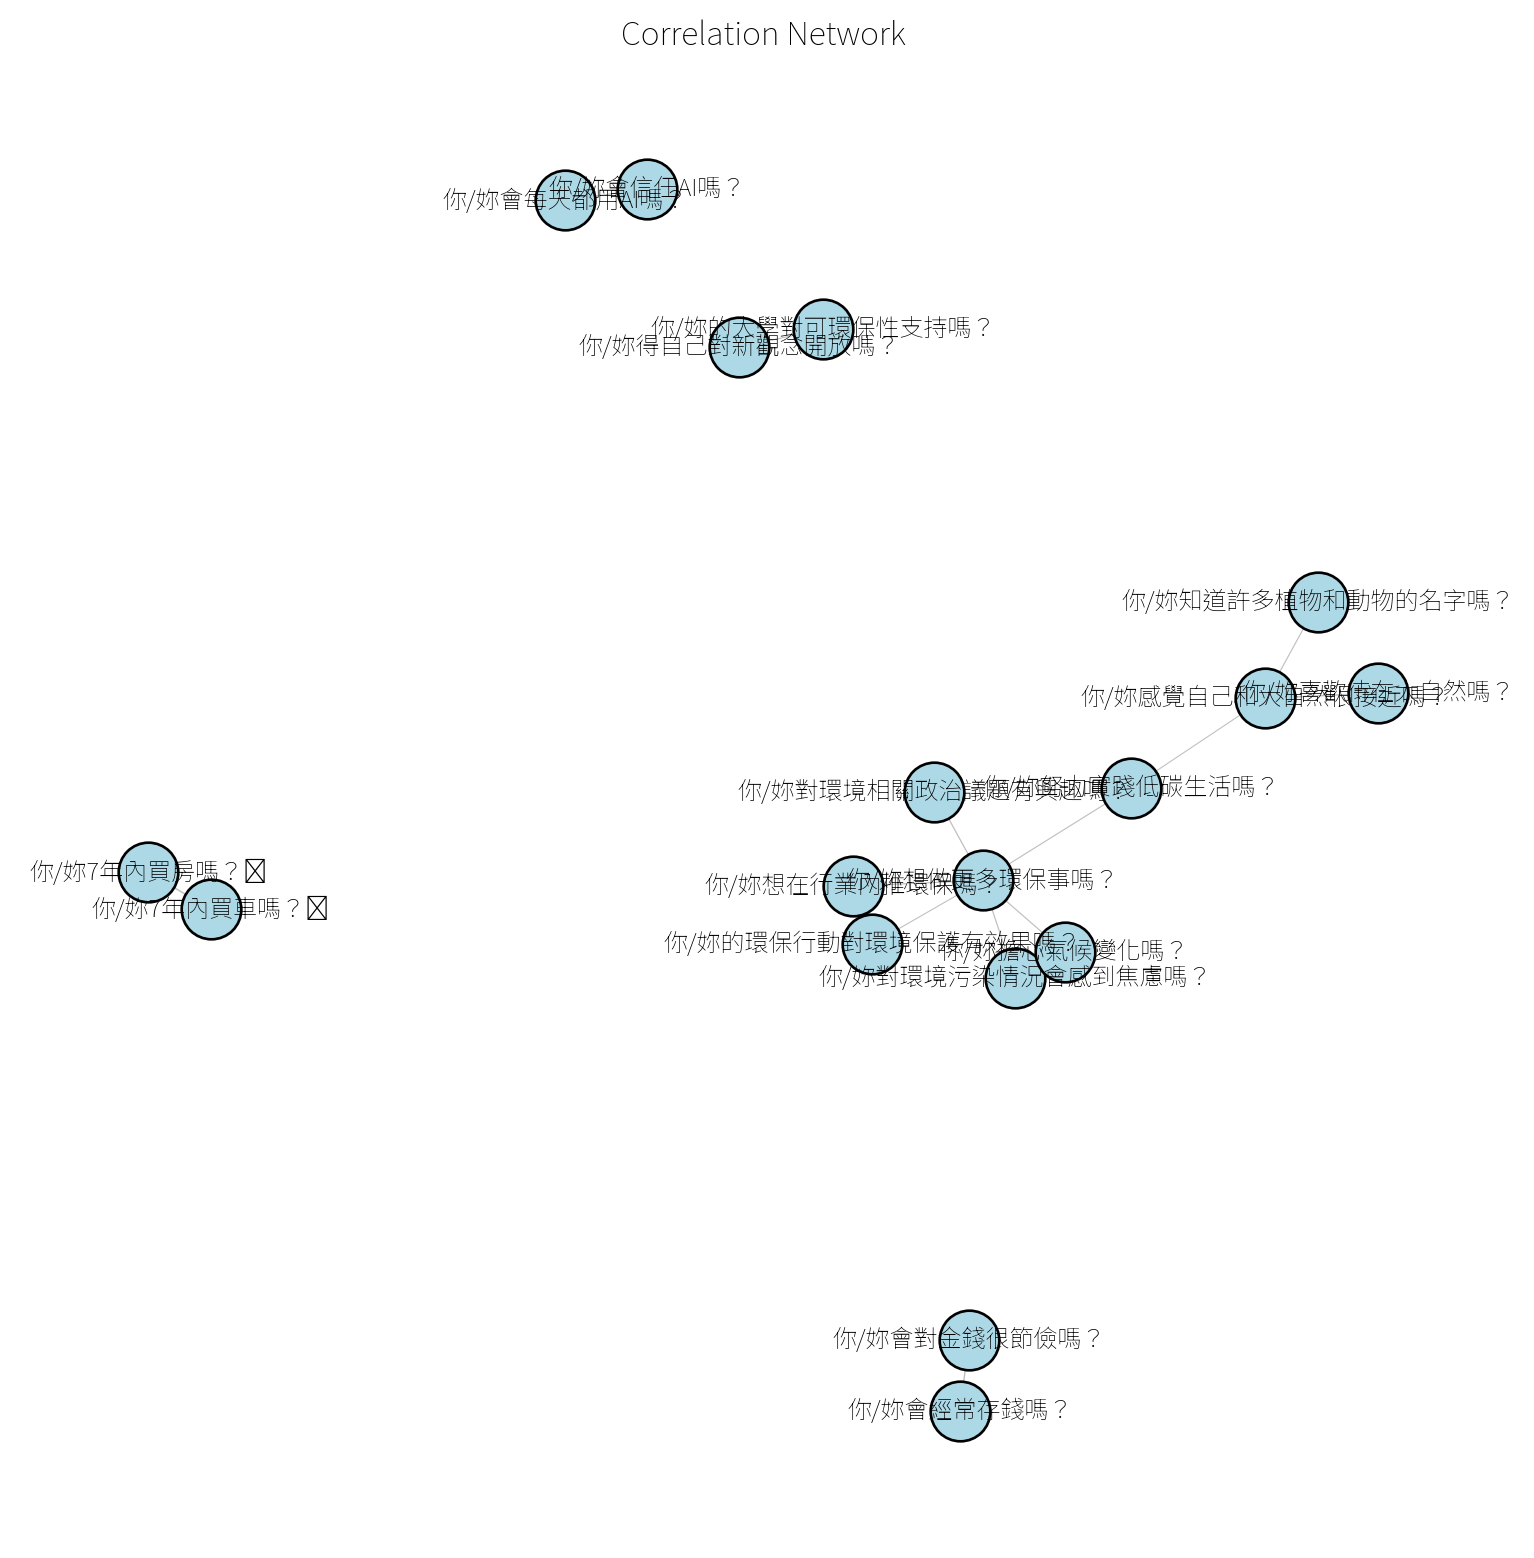 Correlation Network
你/妳會信任AI嗎？
你/妳會每天都用AI嗎？
你/妳的大學對可環保性支持嗎？
你/妳得自己對新觀念開放嗎？
你/妳知道許多植物和動物的名字嗎？
你/妳喜歡 自然嗎？
你/妳感覺自己和大自然很接近嗎？
你/妳努力實踐低碳生活嗎？
你/妳對環境相關政治議題有興趣嗎？
你/妳7年內買房嗎？
你/妳想做更多環保事嗎？
你/妳想在行業內推環保嗎？
你/妳7年內買車嗎？
你/妳的環保行動對環境保護有效果嗎？
你/妳擔心氣候變化嗎？
你/妳對環境污染情況會感到焦慮嗎？
你/妳會對金錢很節儉嗎？
你/妳會經常存錢嗎？